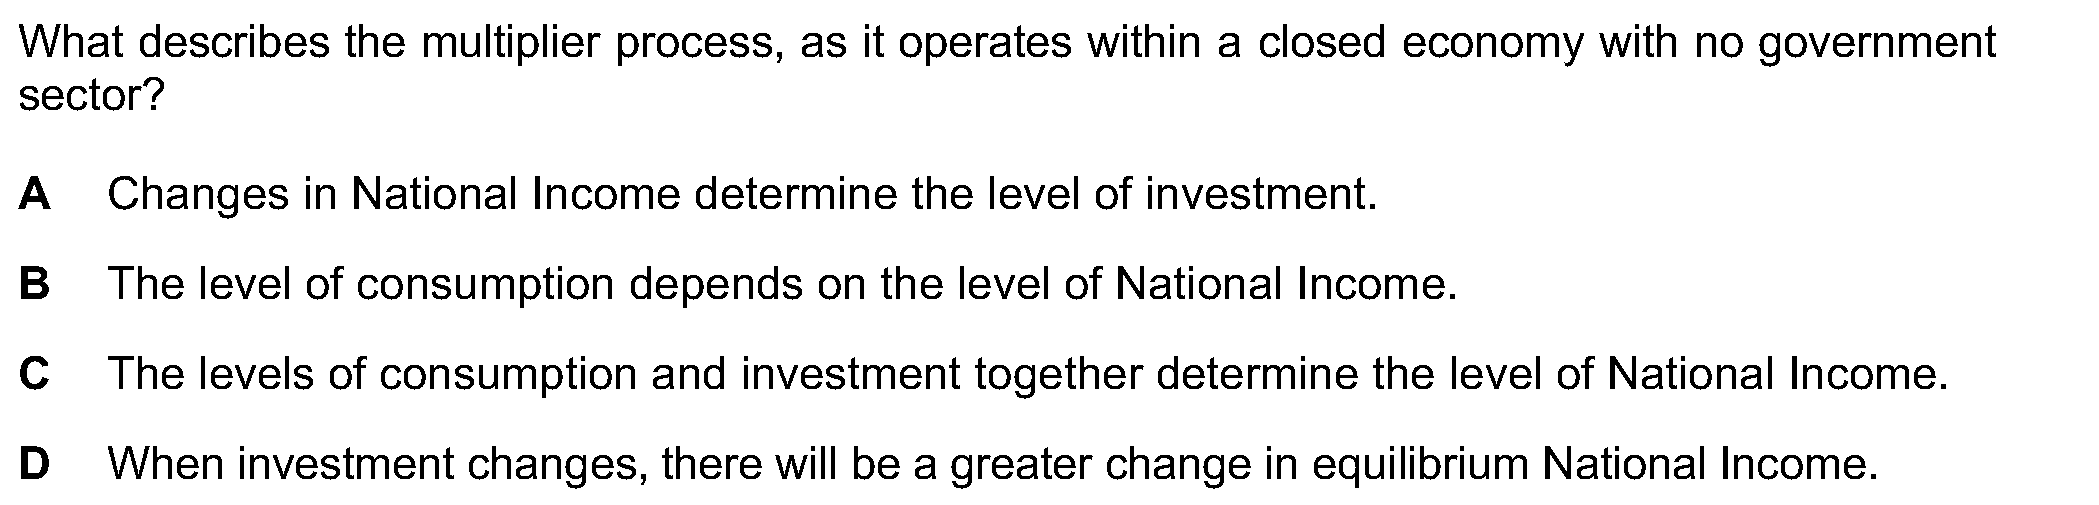 What describes the multiplier process, as it operates within a closed economy with no government
sector?
A Changes in National Income determine the level of investment.
B The level of consumption depends on the level of National Income.
C The levels of consumption and investment together determine the level of National Income.
D When investment changes, there will be a greater change in equilibrium National Income.